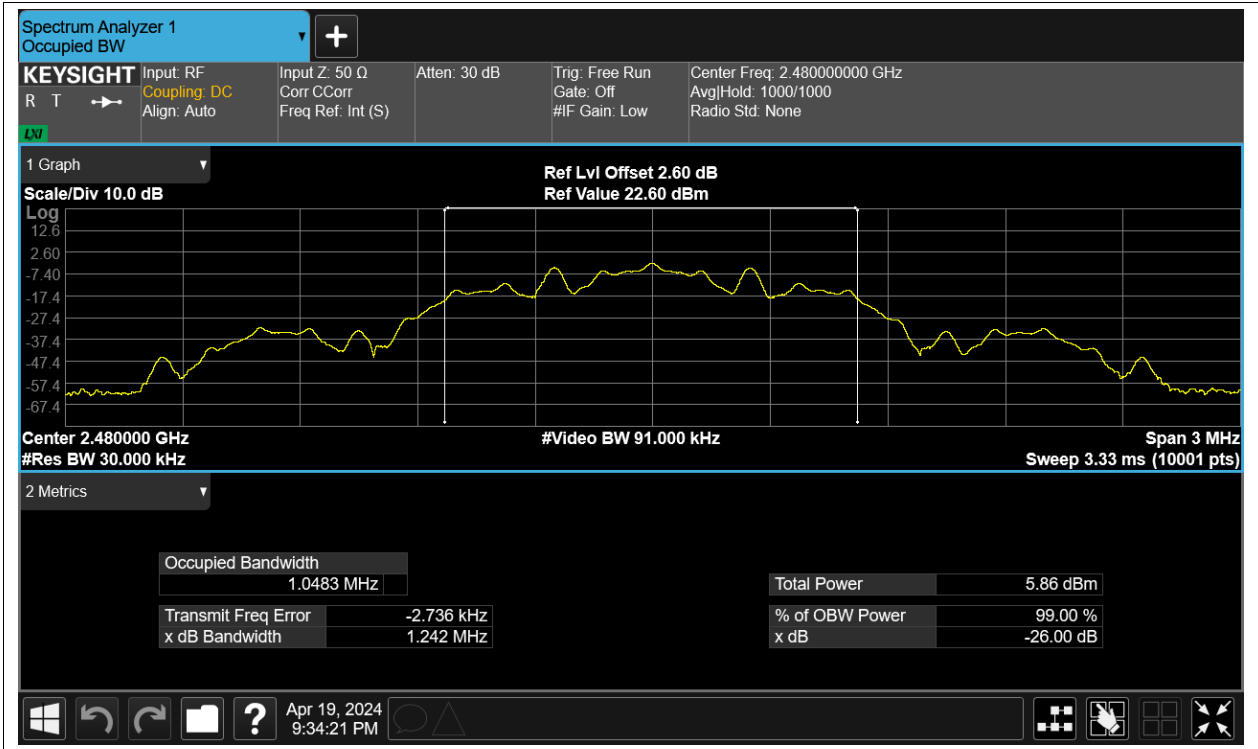 Spectrum Analyzer 1
Occupied BW
KEYSIGHT
R T
LXI
Input: RF
Coupling: DC
Align: Auto
Input Z: 50 Ω
Corr CCorr
Freq Ref: Int (S)
Atten: 30 dB
Trig: Free Run
Gate: Off
#IF Gain: Low
Center Freq: 2.480000000 GHz
Avg|Hold: 1000/1000
Radio Std: None
1 Graph
Scale/Div 10.0 dB
Ref Lvl Offset 2.60 dB
Ref Value 22.60 dBm
Log
12.6
2.60
-7.40
-17.4
-27.4
-37.4
-47.4
-57.4
-67.4
Center 2.480000 GHz
#Res BW 30.000 kHz
#Video BW 91.000 kHz
Span 3 MHz
Sweep 3.33 ms (10001 pts)
2 Metrics
Occupied Bandwidth
1.0483 MHz
Transmit Freq Error -2.736 kHz
x dB Bandwidth 1.242 MHz
Total Power 5.86 dBm
% of OBW Power 99.00 %
x dB -26.00 dB
?
Apr 19, 2024
9:34:21 PM